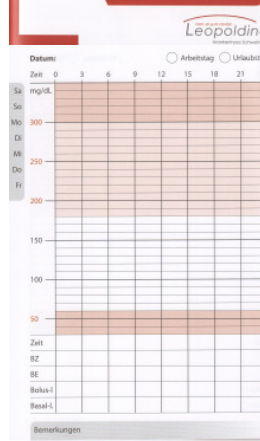 Leopoldina
Datum:
Arbeitstag Urlaubst
Zeit 0 3 6 9 12 15 18 21
Sa mg/dL
So
Mo 300
Di
Mi 250
Do
Fr
200
150
100
50
Zeit
BZ
BE
Bolus-I
Basal-I.
Bemerkungen